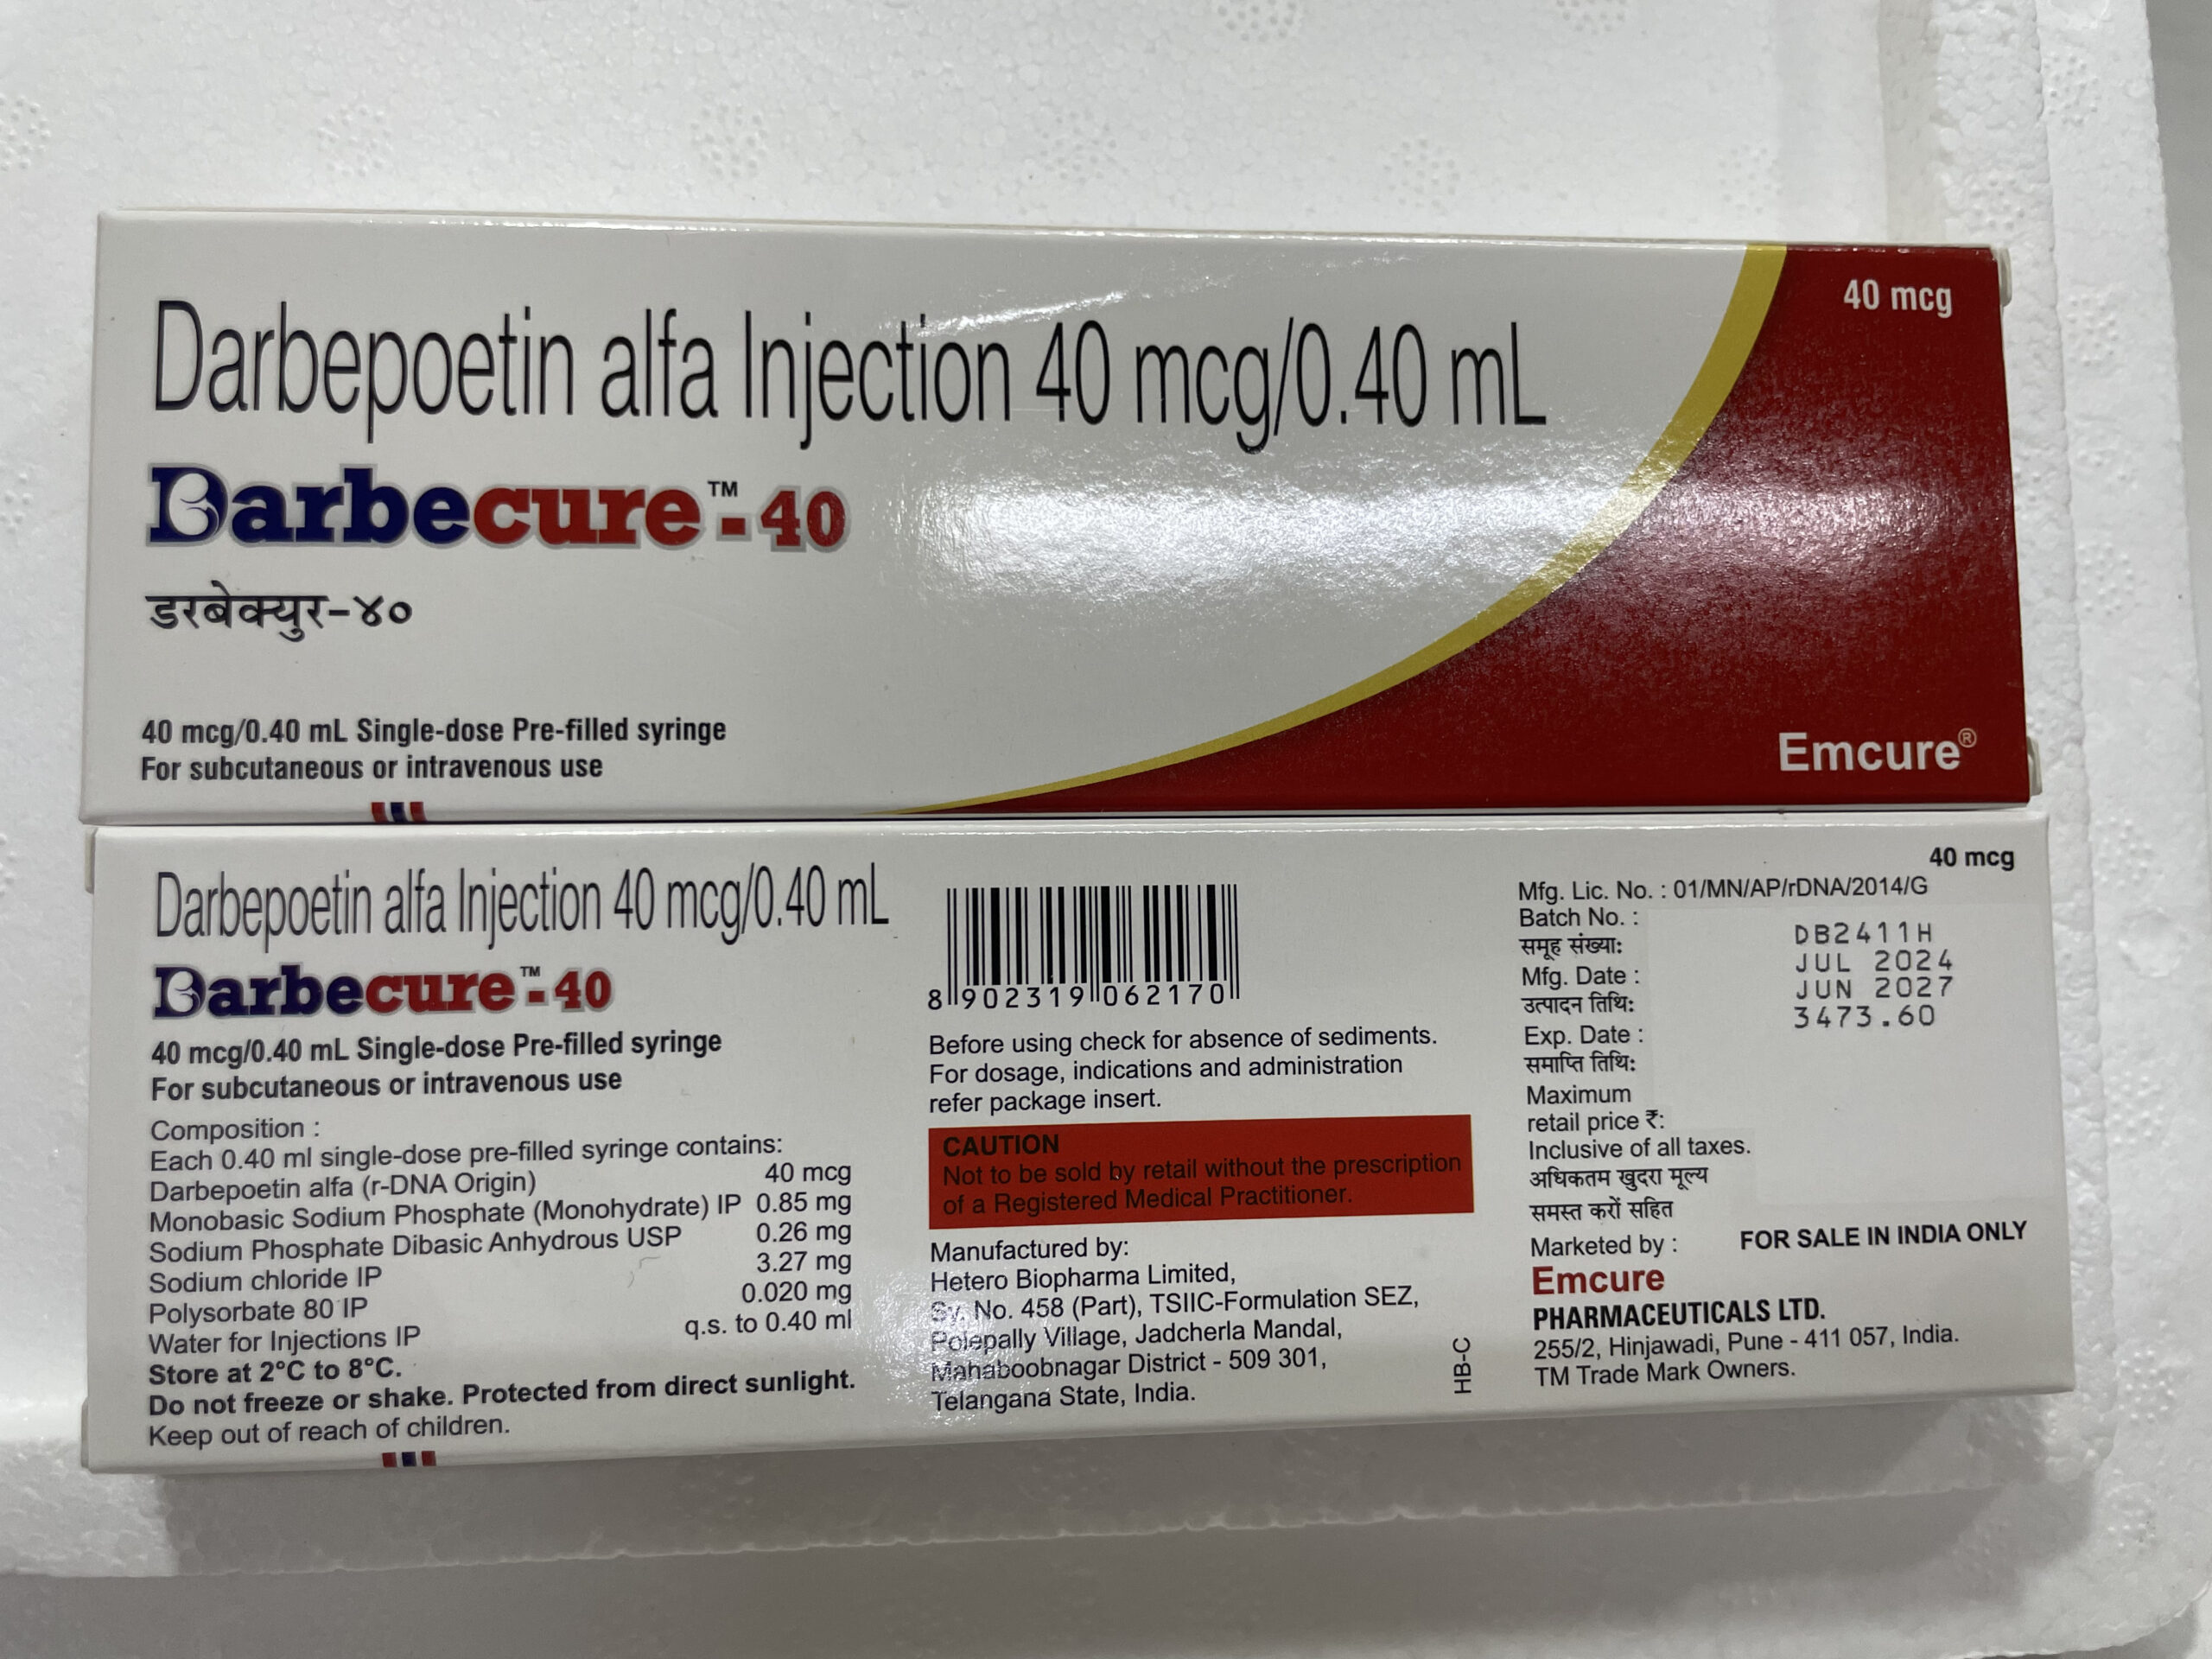 Darbepoetin alfa Injection 40 mcg/0.40 mL
40 mcg
Darbecure™-40
डरबेक्युर-४०
40 mcg/0.40 mL Single-dose Pre-filled syringe
For subcutaneous or intravenous use
Emcure®
Darbepoetin alfa Injection 40 mcg/0.40 mL
Darbecure™-40
40 mcg/0.40 mL Single-dose Pre-filled syringe
For subcutaneous or intravenous use
Composition :
Each 0.40 ml single-dose pre-filled syringe contains:
Darbepoetin alfa (r-DNA Origin) 40 mcg
Monobasic Sodium Phosphate (Monohydrate) IP 0.85 mg
Sodium Phosphate Dibasic Anhydrous USP 0.26 mg
Sodium chloride IP 3.27 mg
Polysorbate 80 IP 0.020 mg
Water for Injections IP q.s. to 0.40 ml
Store at 2°C to 8°C.
Do not freeze or shake. Protected from direct sunlight.
Keep out of reach of children.
8 902319 062170
Before using check for absence of sediments.
For dosage, indications and administration
refer package insert.
CAUTION
Not to be sold by retail without the prescription
of a Registered Medical Practitioner.
Manufactured by:
Hetero Biopharma Limited,
Sy. No. 458 (Part), TSIIC-Formulation SEZ,
Polepally Village, Jadcherla Mandal,
Mahaboobnagar District - 509 301,
Telangana State, India.
HB-C
40 mcg
Mfg. Lic. No. : 01/MN/AP/rDNA/2014/G
Batch No. :
समूह संख्या:
Mfg. Date :
उत्पादन तिथि:
Exp. Date :
समाप्ति तिथि:
Maximum
retail price ₹:
Inclusive of all taxes.
अधिकतम खुदरा मूल्य
समस्त करों सहित
DB2411H
JUL 2024
JUN 2027
3473.60
Marketed by :
FOR SALE IN INDIA ONLY
Emcure
PHARMACEUTICALS LTD.
255/2, Hinjawadi, Pune - 411 057, India.
TM Trade Mark Owners.